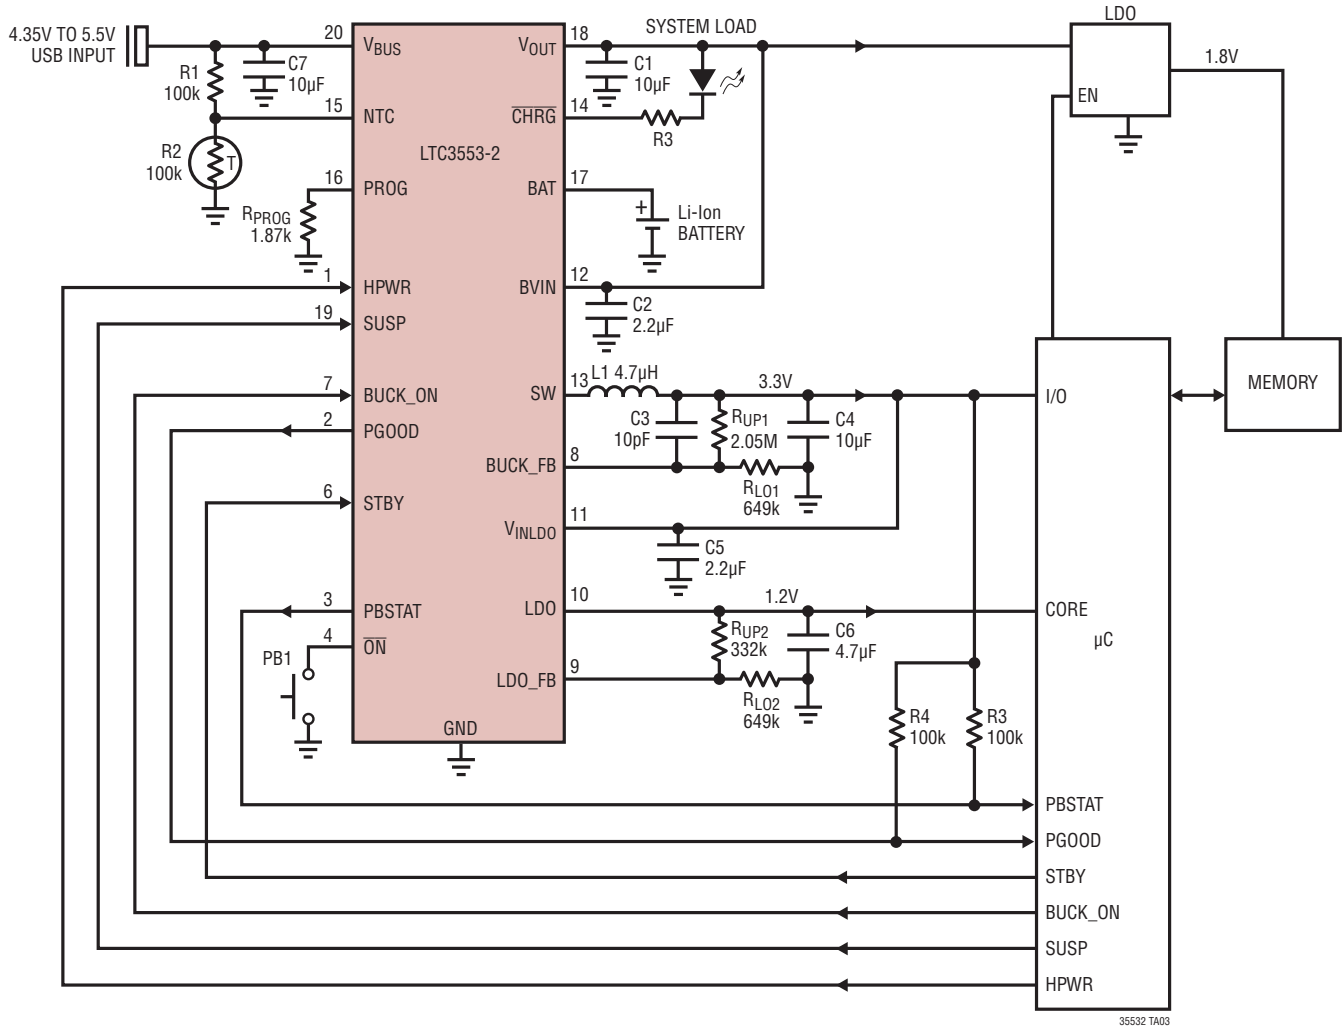 4.35V TO 5.5V
USB INPUT
R1
100k
C7
10µF
R2
100k
T
RPROG
1.87k
20
VBUS
15
NTC
16
PROG
1
HPWR
19
SUSP
7
BUCK_ON
2
PGOOD
6
STBY
3
PBSTAT
4
ON
PB1
LTC3553-2
GND
VOUT
18
SYSTEM LOAD
C1
10µF
CHRG
14
R3
BAT
17
+
Li-Ion
BATTERY
BVIN
12
C2
2.2µF
SW
13
L1 4.7µH
3.3V
C3
10pF
RUP1
2.05M
C4
10µF
BUCK_FB
8
RLO1
649k
VINLDO
11
C5
2.2µF
LDO
10
1.2V
RUP2
332k
C6
4.7µF
LDO_FB
9
RLO2
649k
R4
100k
R3
100k
LDO
EN
1.8V
MEMORY
I/O
CORE
µC
PBSTAT
PGOOD
STBY
BUCK_ON
SUSP
HPWR
35532 TA03